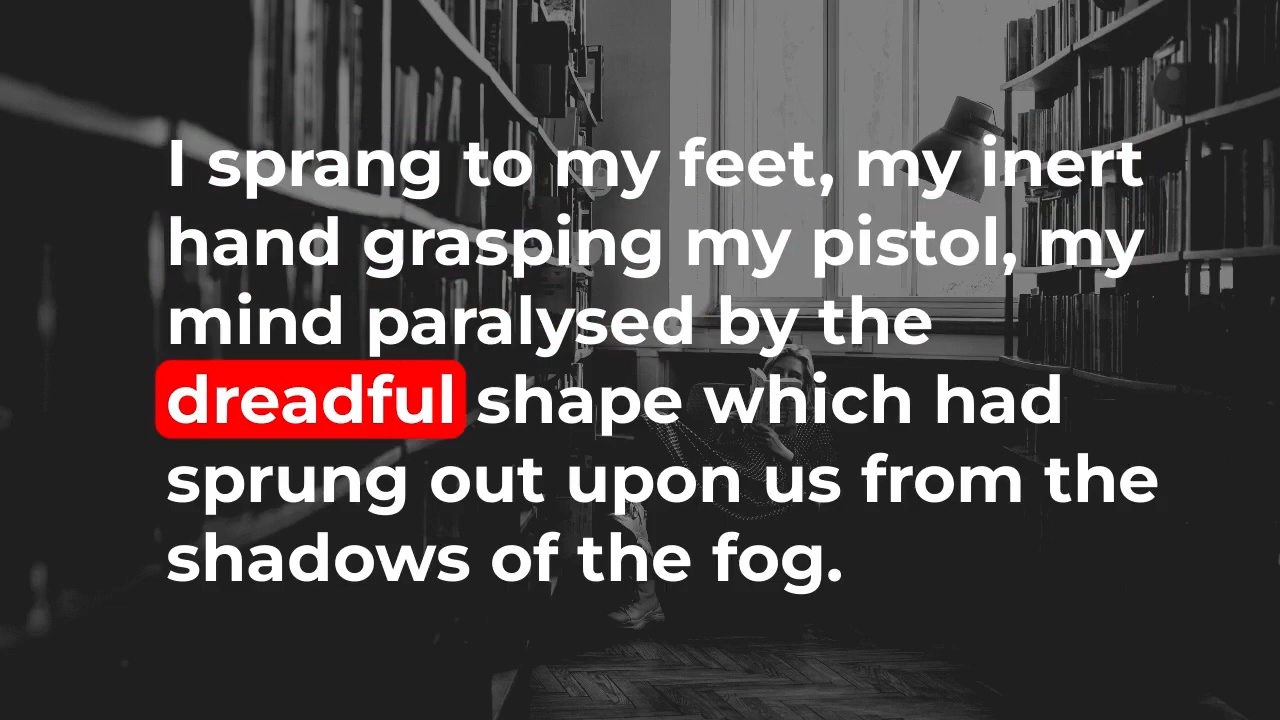 I sprang to my feet, my inert
hand grasping my pistol, my
mind paralysed by the
dreadful shape which had
sprung out upon us from the
shadows of the fog.